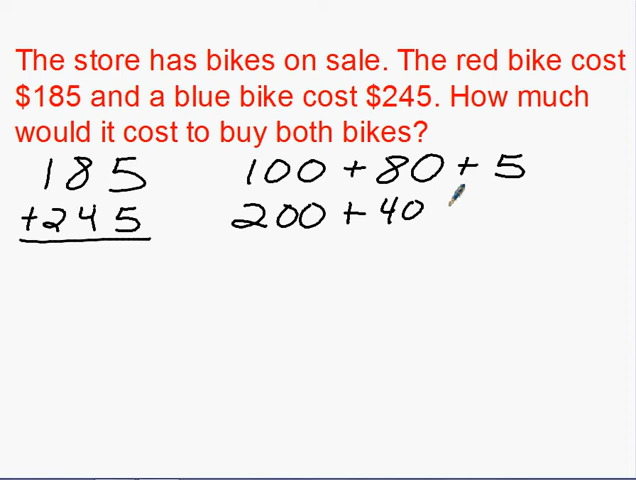 The store has bikes on sale. The red bike cost
$185 and a blue bike cost $245. How much
would it cost to buy both bikes?
185 100 + 80 + 5
+245 200 + 40